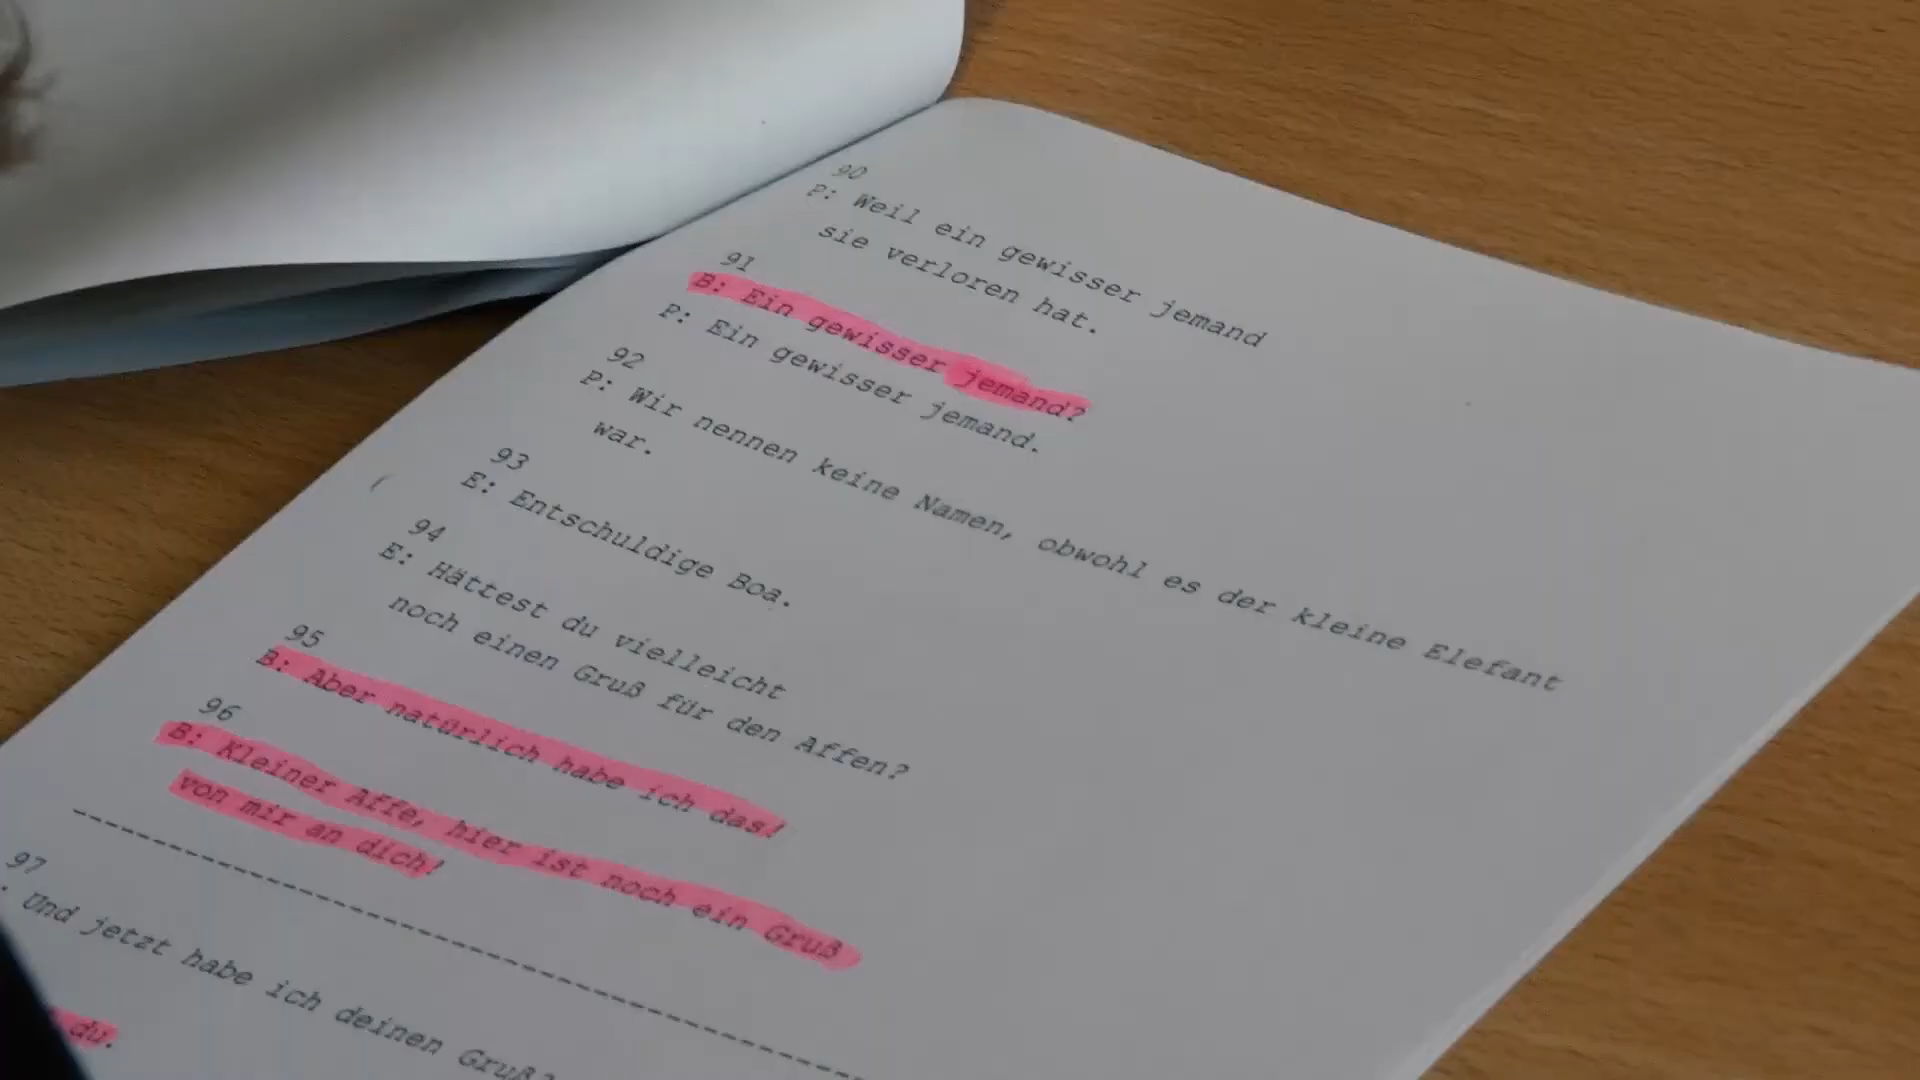 90
P: Weil ein gewisser jemand
sie verloren hat.
91
B: Ein gewisser jemand?
P: Ein gewisser jemand.
92
P: Wir nennen keine Namen, obwohl es der kleine Elefant
war.
93
E: Entschuldige Boa.
94
E: Hättest du vielleicht
noch einen Gruß für den Affen?
95
B: Aber natürlich habe ich das!
96
B: Kleiner Affe, hier ist noch ein Gruß
von mir an dich!
97
: Und jetzt habe ich deinen Gruß?
du.